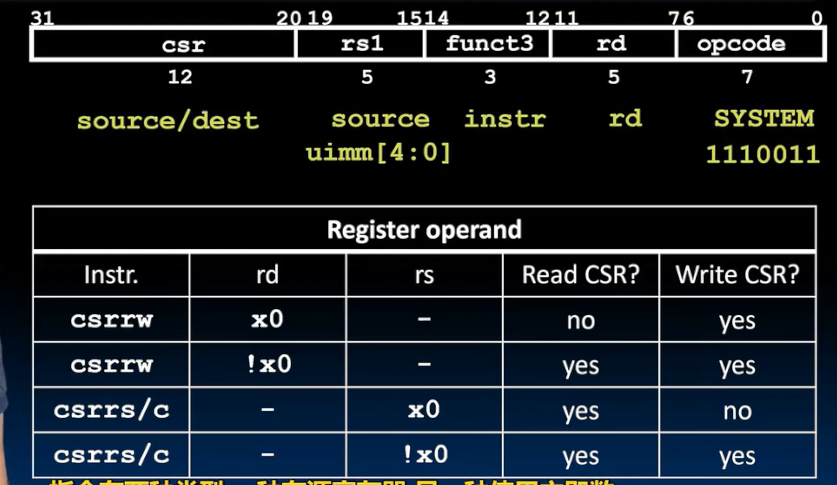 31 20 19 15 14 12 11 7 6 0
csr rs1 funct3 rd opcode
12 5 3 5 7
source/dest source instr rd SYSTEM
uimm[4:0] 1110011
Register operand
Instr. rd rs Read CSR? Write CSR?
csrrw x0 – no yes
csrrw !x0 – yes yes
csrrs/c – x0 yes no
csrrs/c – !x0 yes yes